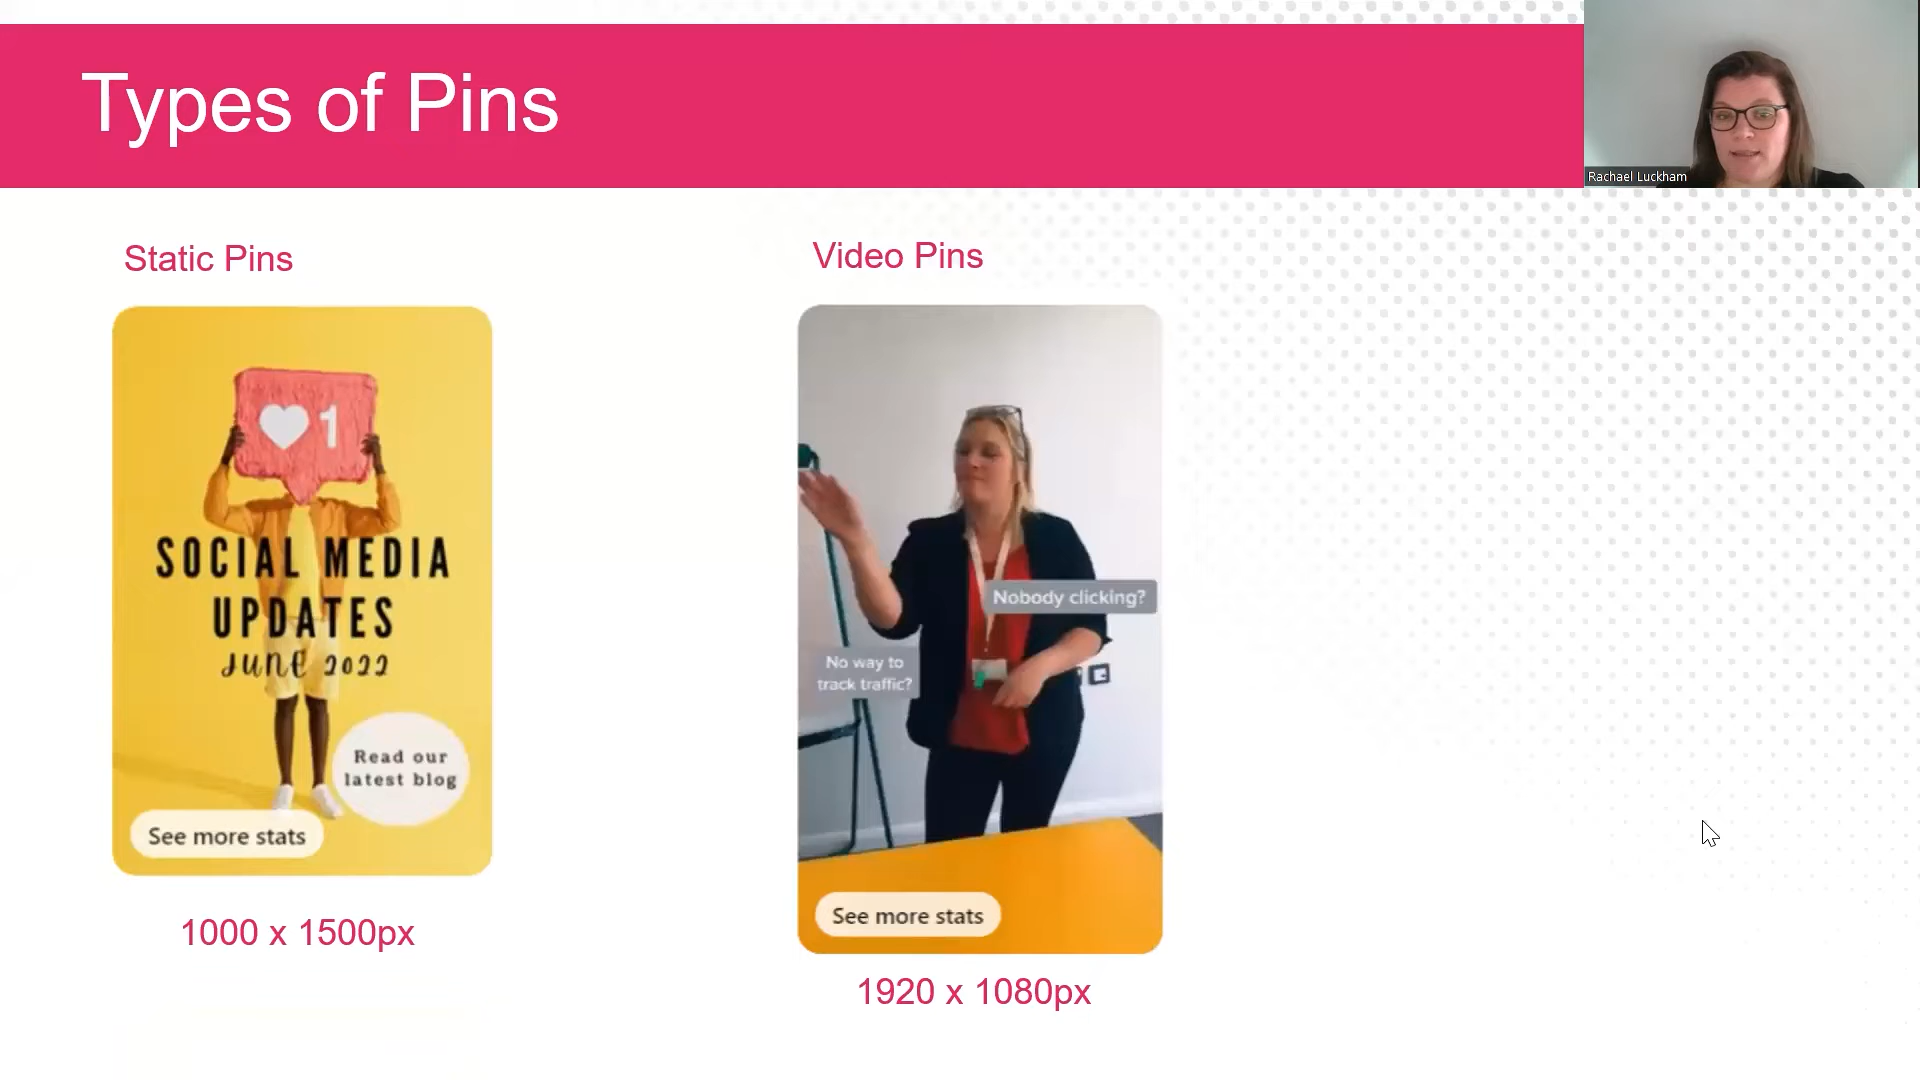 Types of Pins
Rachael Luckham
Static Pins
1
SOCIAL MEDIA
UPDATES
JUNE 2022
Read our
latest blog
See more stats
1000 x 1500px
Video Pins
Nobody clicking?
No way to
track traffic?
See more stats
1920 x 1080px